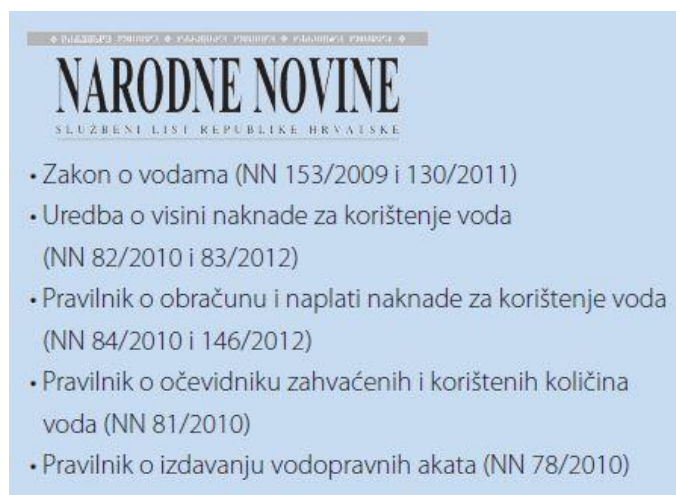 NARODNE NOVINE
SLUŽBENI LIST REPUBLIKE HRVATSKE
• Zakon o vodama (NN 153/2009 i 130/2011)
• Uredba o visini naknade za korištenje voda
(NN 82/2010 i 83/2012)
• Pravilnik o obračunu i naplati naknade za korištenje voda
(NN 84/2010 i 146/2012)
• Pravilnik o očevidniku zahvaćenih i korištenih količina
voda (NN 81/2010)
• Pravilnik o izdavanju vodopravnih akata (NN 78/2010)